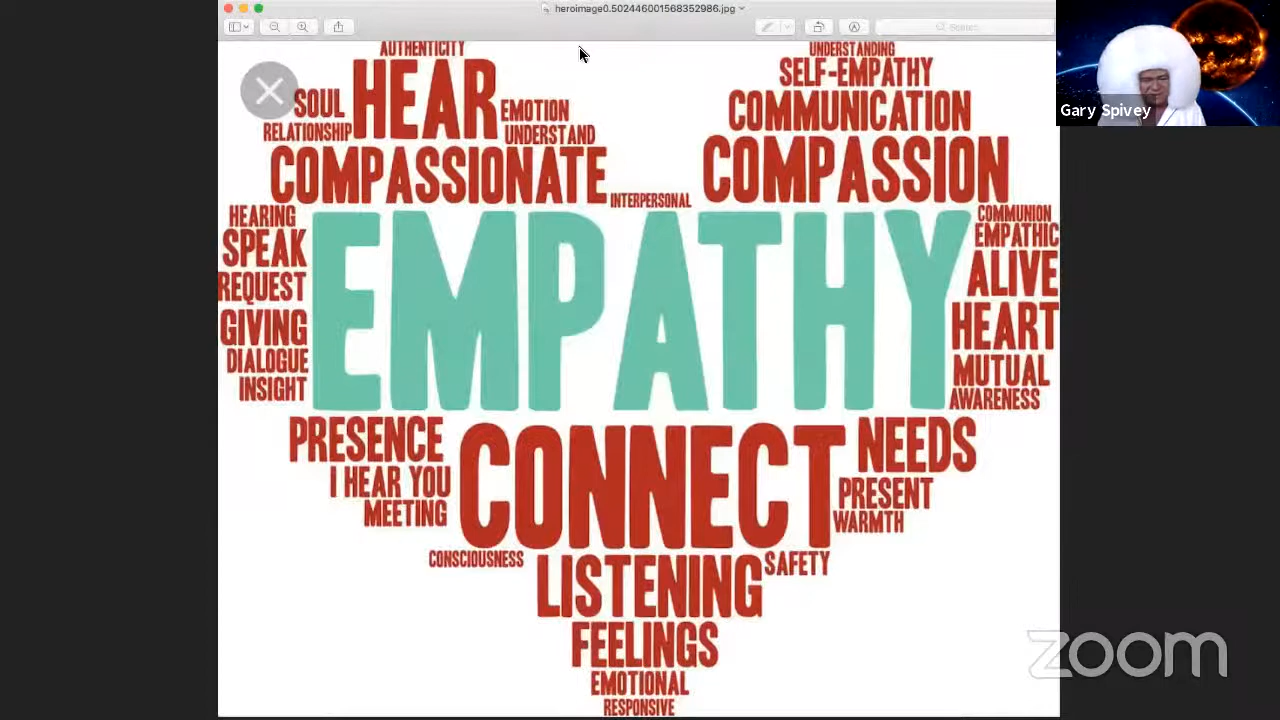 heroimage0.502446001568352986.jpg
Search
Gary Spivey
AUTHENTICITY
HEAR
SOUL
EMOTION
RELATIONSHIP
UNDERSTAND
COMPASSIONATE
INTERPERSONAL
UNDERSTANDING
SELF-EMPATHY
COMMUNICATION
COMPASSION
HEARING
SPEAK
REQUEST
GIVING
DIALOGUE
INSIGHT
EMPATHY
COMMUNION
EMPATHIC
ALIVE
HEART
MUTUAL
AWARENESS
PRESENCE
I HEAR YOU
MEETING
CONNECT
NEEDS
PRESENT
WARMTH
CONSCIOUSNESS
LISTENING
SAFETY
FEELINGS
EMOTIONAL
RESPONSIVE
zoom